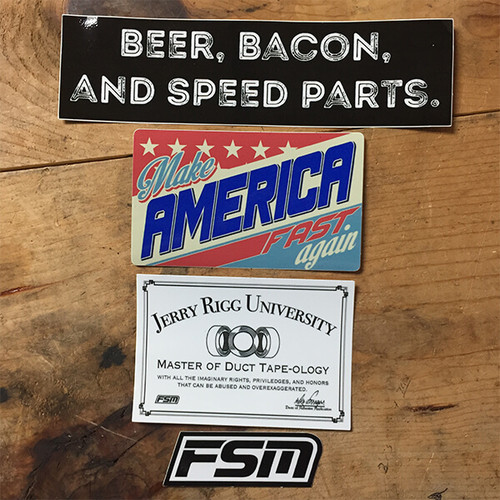 BEER, BACON,
AND SPEED PARTS.
Make
AMERICA
FAST
again
JERRY RIGG UNIVERSITY
MASTER OF DUCT TAPE-OLOGY
WITH ALL THE IMAGINARY RIGHTS, PRIVILEDGES, AND HONORS
THAT CAN BE ABUSED AND OVEREXAGGERATED.
FSM
FSM